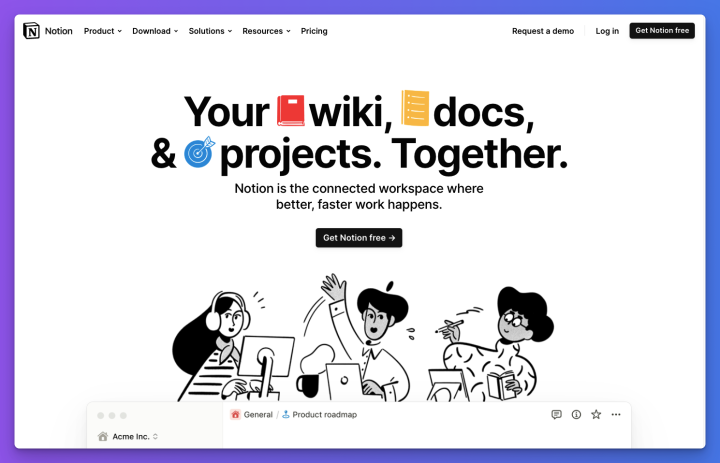 Notion
Product
Download
Solutions
Resources
Pricing
Request a demo
Log in
Get Notion free
Your wiki, docs,
& projects. Together.
Notion is the connected workspace where
better, faster work happens.
Get Notion free →
General / Product roadmap
Acme Inc.